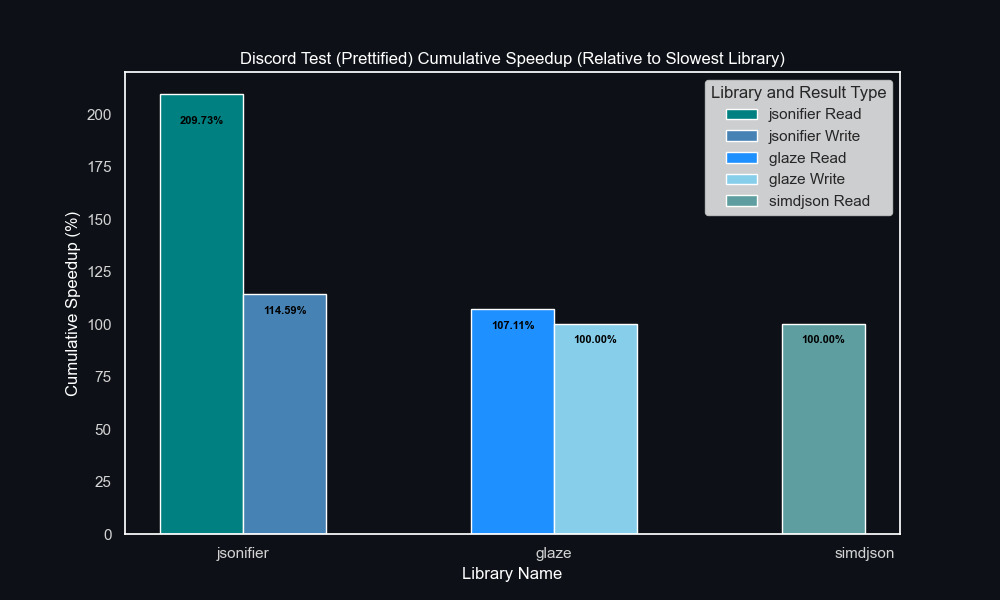 Discord Test (Prettified) Cumulative Speedup (Relative to Slowest Library)
Cumulative Speedup (%)
200
175
150
125
100
75
50
25
0
209.73%
114.59%
107.11%
100.00%
100.00%
Library and Result Type
jsonifier Read
jsonifier Write
glaze Read
glaze Write
simdjson Read
jsonifier
glaze
simdjson
Library Name